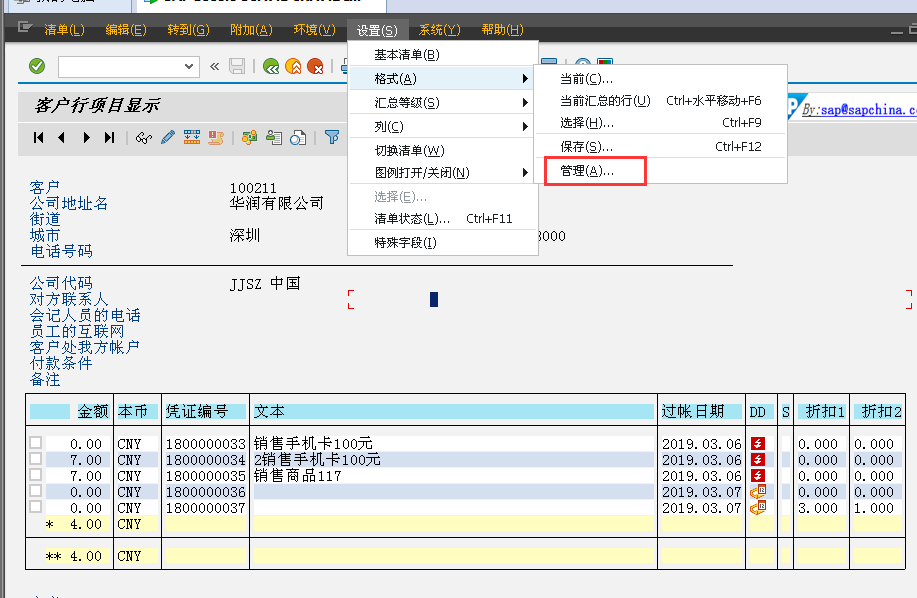 清单(L) 编辑(E) 转到(G) 附加(A) 环境(V) 设置(S) 系统(Y) 帮助(H)
基本清单(B)
格式(A)
汇总等级(S)
列(C)
切换清单(W)
图例打开/关闭(N)
选择(E)...
清单状态(L)... Ctrl+F11
特殊字段(I)
当前(C)...
当前汇总的行(U) Ctrl+水平移动+F6
选择(H)... Ctrl+F9
保存(S)... Ctrl+F12
管理(A)...
By:sap@sapchina.c
客户行项目显示
客户 100211
公司地址名 华润有限公司
街道
城市 深圳 8000
电话号码
公司代码 JJSZ 中国
对方联系人
会记人员的电话
员工的互联网
客户处我方帐户
付款条件
备注
金额 本币 凭证编号 文本 过帐日期 DD S 折扣1 折扣2
0.00 CNY 1800000033 销售手机卡100元 2019.03.06 0.000 0.000
7.00 CNY 1800000034 2销售手机卡100元 2019.03.06 0.000 0.000
7.00 CNY 1800000035 销售商品117 2019.03.06 0.000 0.000
0.00 CNY 1800000036 2019.03.07 0.000 0.000
0.00 CNY 1800000037 2019.03.07 3.000 1.000
* 4.00 CNY
** 4.00 CNY